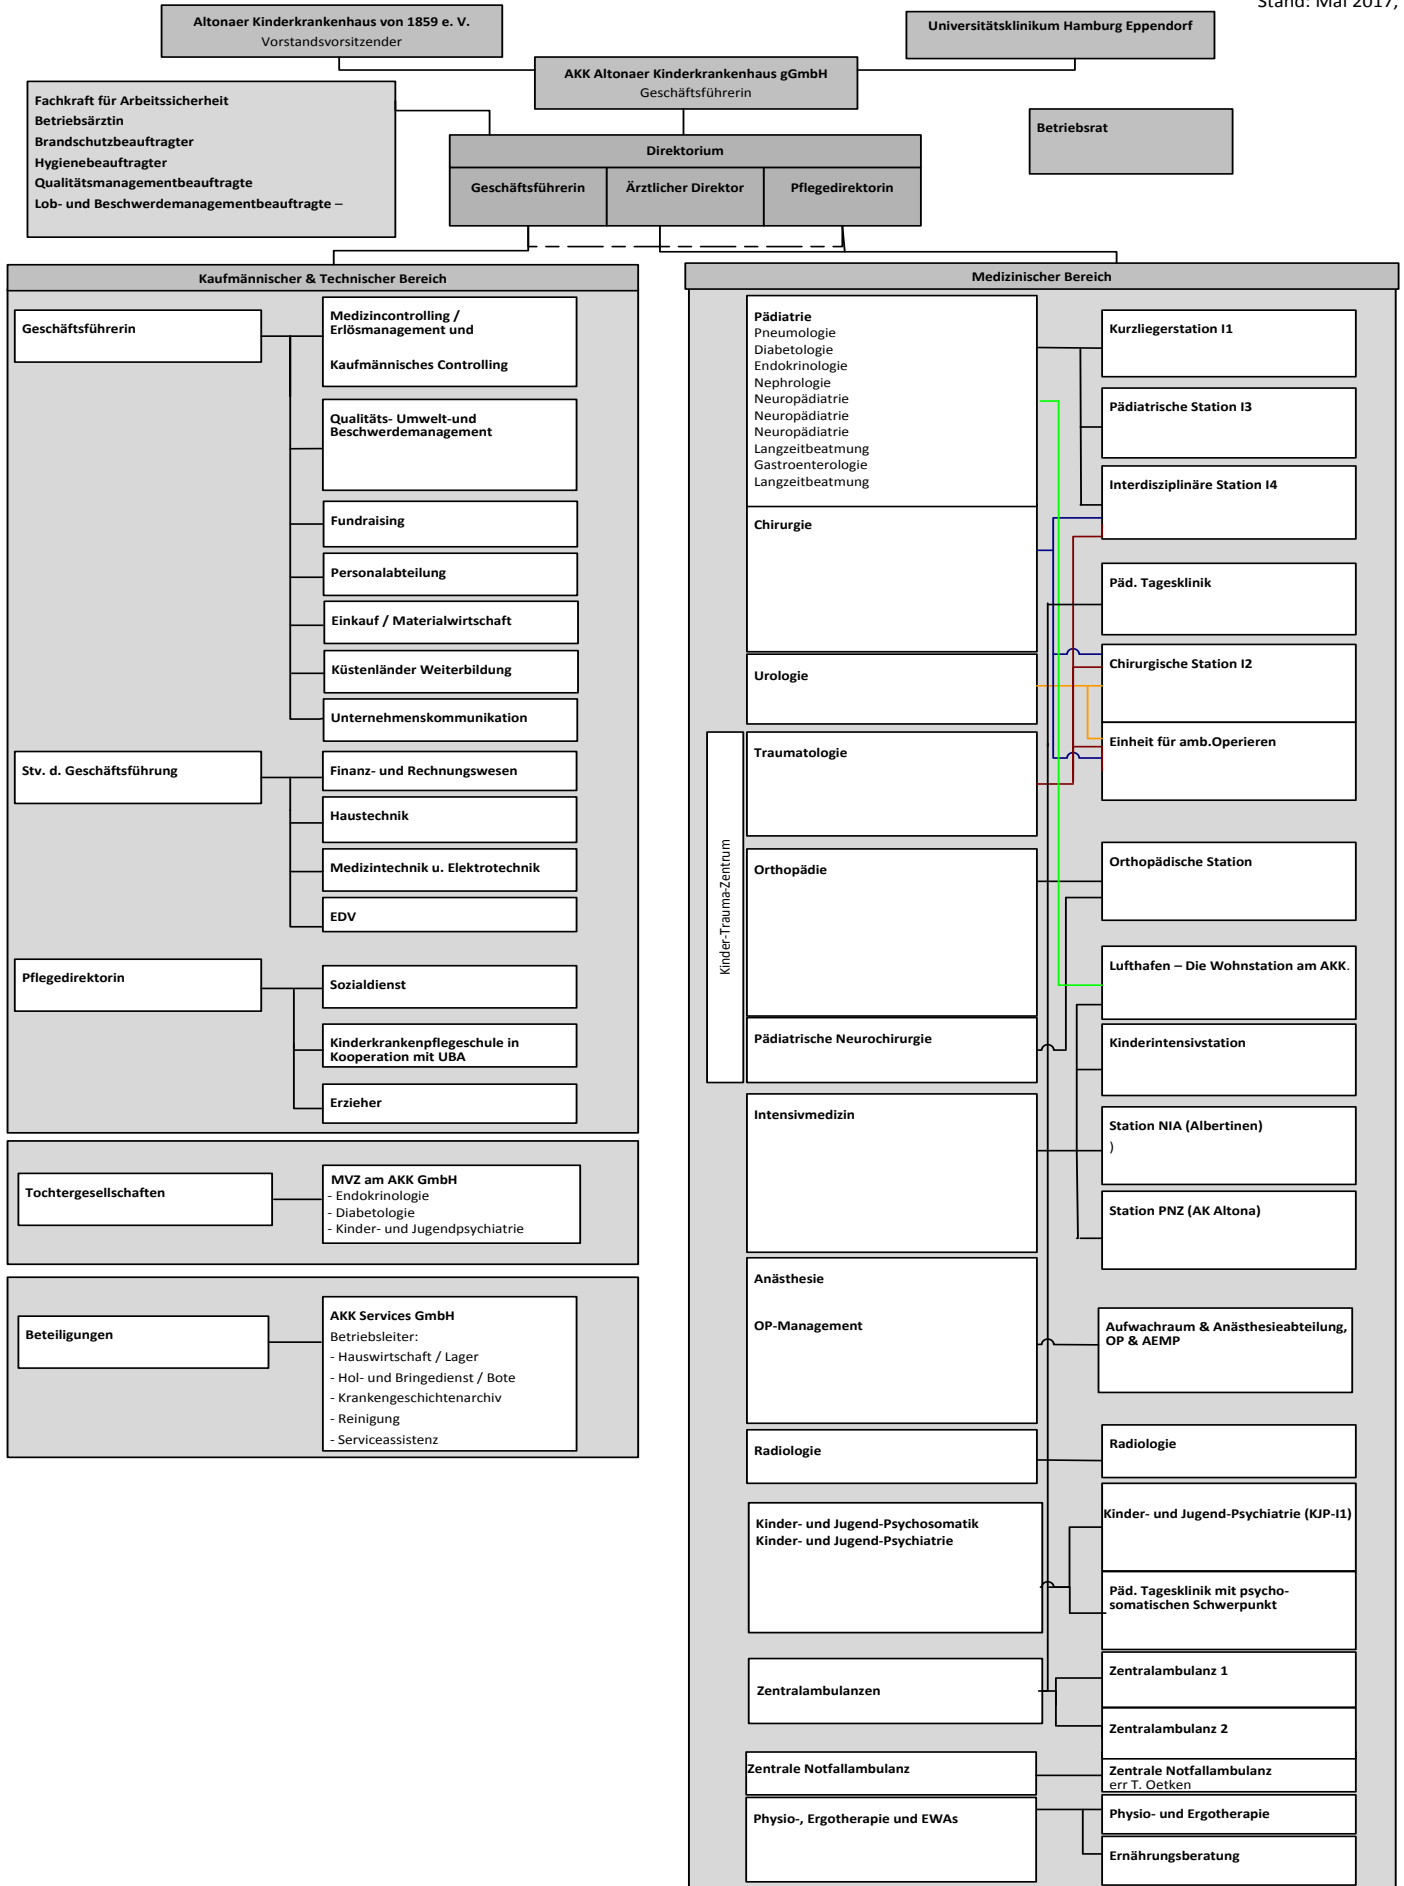 Stand: Mai 2017,
Altonaer Kinderkrankenhaus von 1859 e. V.
Vorstandsvorsitzender
Universitätsklinikum Hamburg Eppendorf
AKK Altonaer Kinderkrankenhaus gGmbH
Geschäftsführerin
Fachkraft für Arbeitssicherheit
Betriebsärztin
Brandschutzbeauftragter
Hygienebeauftragter
Qualitätsmanagementbeauftragte
Lob- und Beschwerdemanagementbeauftragte –
Betriebsrat
Direktorium
Geschäftsführerin
Ärztlicher Direktor
Pflegedirektorin
Kaufmännischer & Technischer Bereich
Geschäftsführerin
Medizincontrolling /
Erlösmanagement und
Kaufmännisches Controlling
Qualitäts- Umwelt-und
Beschwerdemanagement
Fundraising
Personalabteilung
Einkauf / Materialwirtschaft
Küstenländer Weiterbildung
Unternehmenskommunikation
Stv. d. Geschäftsführung
Finanz- und Rechnungswesen
Haustechnik
Medizintechnik u. Elektrotechnik
EDV
Pflegedirektorin
Sozialdienst
Kinderkrankenpflegeschule in
Kooperation mit UBA
Erzieher
Tochtergesellschaften
MVZ am AKK GmbH
- Endokrinologie
- Diabetologie
- Kinder- und Jugendpsychiatrie
Beteiligungen
AKK Services GmbH
Betriebsleiter:
- Hauswirtschaft / Lager
- Hol- und Bringedienst / Bote
- Krankengeschichtenarchiv
- Reinigung
- Serviceassistenz
Medizinischer Bereich
Pädiatrie
Pneumologie
Diabetologie
Endokrinologie
Nephrologie
Neuropädiatrie
Neuropädiatrie
Neuropädiatrie
Langzeitbeatmung
Gastroenterologie
Langzeitbeatmung
Chirurgie
Urologie
Kinder-Trauma-Zentrum
Traumatologie
Orthopädie
Pädiatrische Neurochirurgie
Intensivmedizin
Anästhesie
OP-Management
Radiologie
Kinder- und Jugend-Psychosomatik
Kinder- und Jugend-Psychiatrie
Zentralambulanzen
Zentrale Notfallambulanz
Physio-, Ergotherapie und EWAs
Kurzliegerstation I1
Pädiatrische Station I3
Interdisziplinäre Station I4
Päd. Tagesklinik
Chirurgische Station I2
Einheit für amb.Operieren
Orthopädische Station
Lufthafen – Die Wohnstation am AKK.
Kinderintensivstation
Station NIA (Albertinen)
)
Station PNZ (AK Altona)
Aufwachraum & Anästhesieabteilung,
OP & AEMP
Radiologie
Kinder- und Jugend-Psychiatrie (KJP-I1)
Päd. Tagesklinik mit psycho-
somatischen Schwerpunkt
Zentralambulanz 1
Zentralambulanz 2
Zentrale Notfallambulanz
err T. Oetken
Physio- und Ergotherapie
Ernährungsberatung